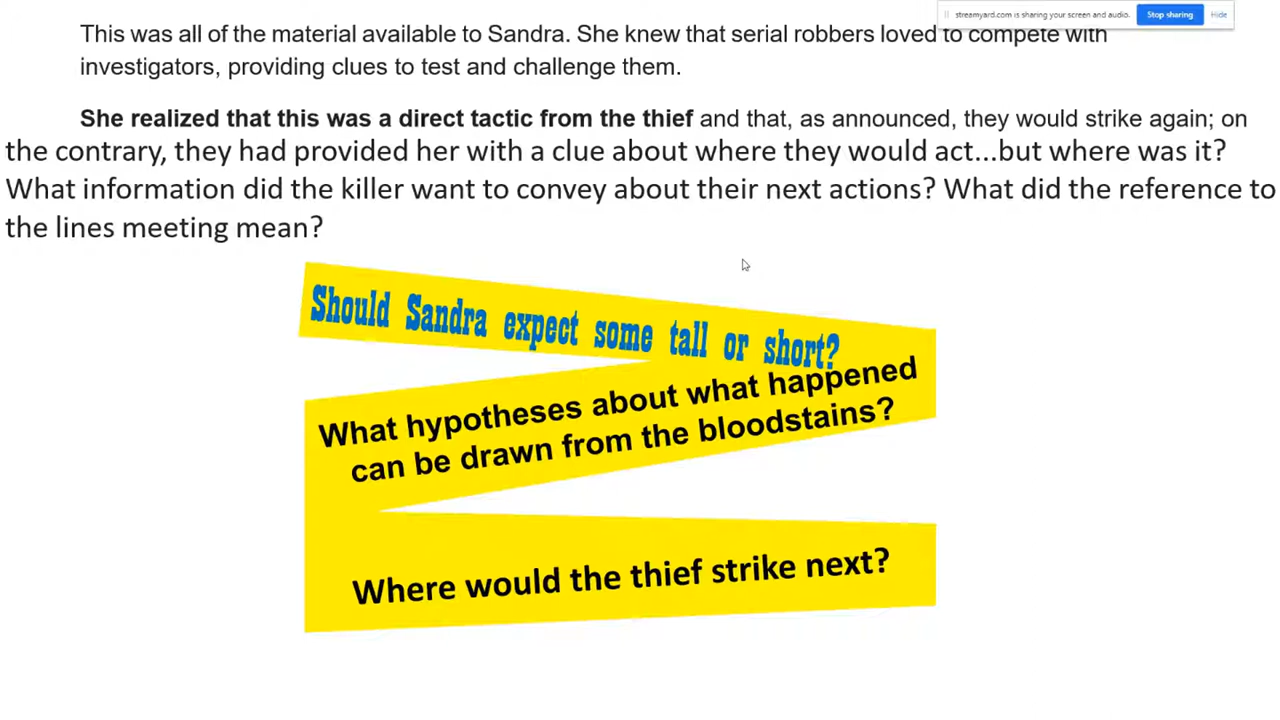 streamyard.com is sharing your screen and audio. Stop sharing Hide
This was all of the material available to Sandra. She knew that serial robbers loved to compete with
investigators, providing clues to test and challenge them.
She realized that this was a direct tactic from the thief and that, as announced, they would strike again; on
the contrary, they had provided her with a clue about where they would act...but where was it?
What information did the killer want to convey about their next actions? What did the reference to
the lines meeting mean?
Should Sandra expect some tall or short?
What hypotheses about what happened
can be drawn from the bloodstains?
Where would the thief strike next?